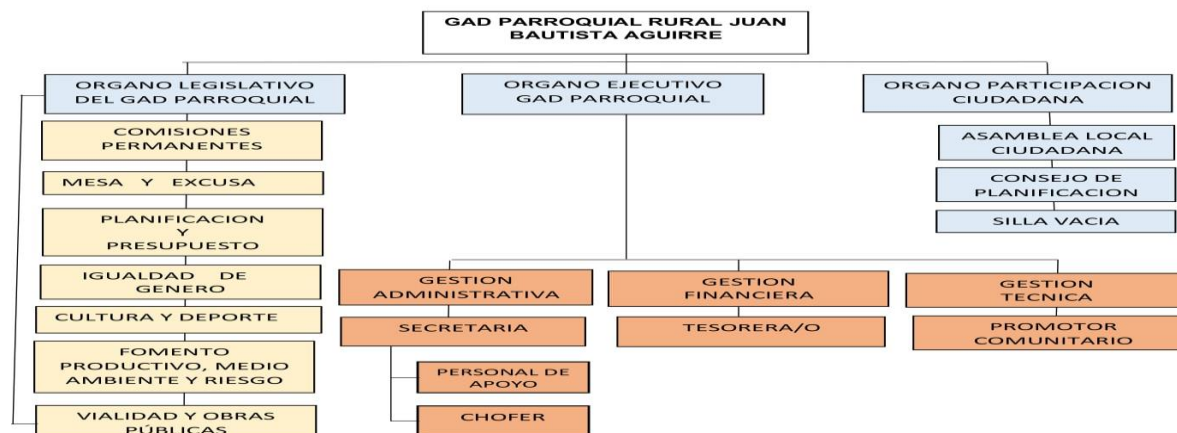 GAD PARROQUIAL RURAL JUAN
BAUTISTA AGUIRRE
ORGANO LEGISLATIVO
DEL GAD PARROQUIAL
COMISIONES
PERMANENTES
MESA Y EXCUSA
PLANIFICACION
Y
PRESUPUESTO
IGUALDAD DE
GENERO
CULTURA Y DEPORTE
FOMENTO
PRODUCTIVO, MEDIO
AMBIENTE Y RIESGO
VIALIDAD Y OBRAS
PÚBLICAS
ORGANO EJECUTIVO
GAD PARROQUIAL
GESTION
ADMINISTRATIVA
SECRETARIA
PERSONAL DE
APOYO
CHOFER
GESTION
FINANCIERA
TESORERA/O
GESTION
TECNICA
PROMOTOR
COMUNITARIO
ORGANO PARTICIPACION
CIUDADANA
ASAMBLEA LOCAL
CIUDADANA
CONSEJO DE
PLANIFICACION
SILLA VACIA